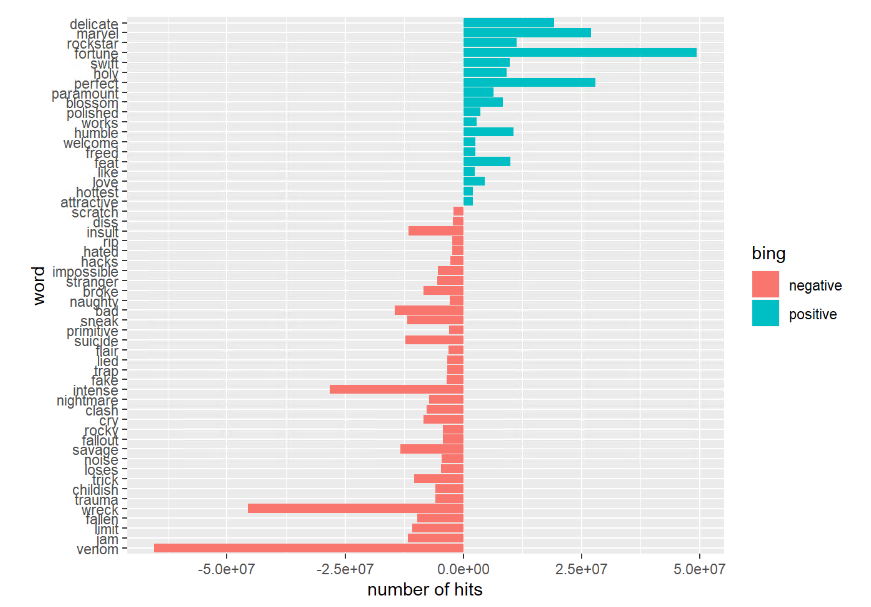 delicate
marvel
rockstar
fortune
swift
holy
perfect
paramount
blossom
polished
works
humble
welcome
freed
feat
like
love
hottest
attractive
scratch
diss
insult
rip
hated
hacks
impossible
stranger
broke
naughty
bad
sneak
primitive
suicide
flair
lied
trap
fake
intense
nightmare
clash
cry
rocky
fallout
savage
noise
loses
trick
childish
trauma
wreck
fallen
limit
jam
venom
word
-5.0e+07 -2.5e+07 0.0e+00 2.5e+07 5.0e+07
number of hits
bing
negative
positive